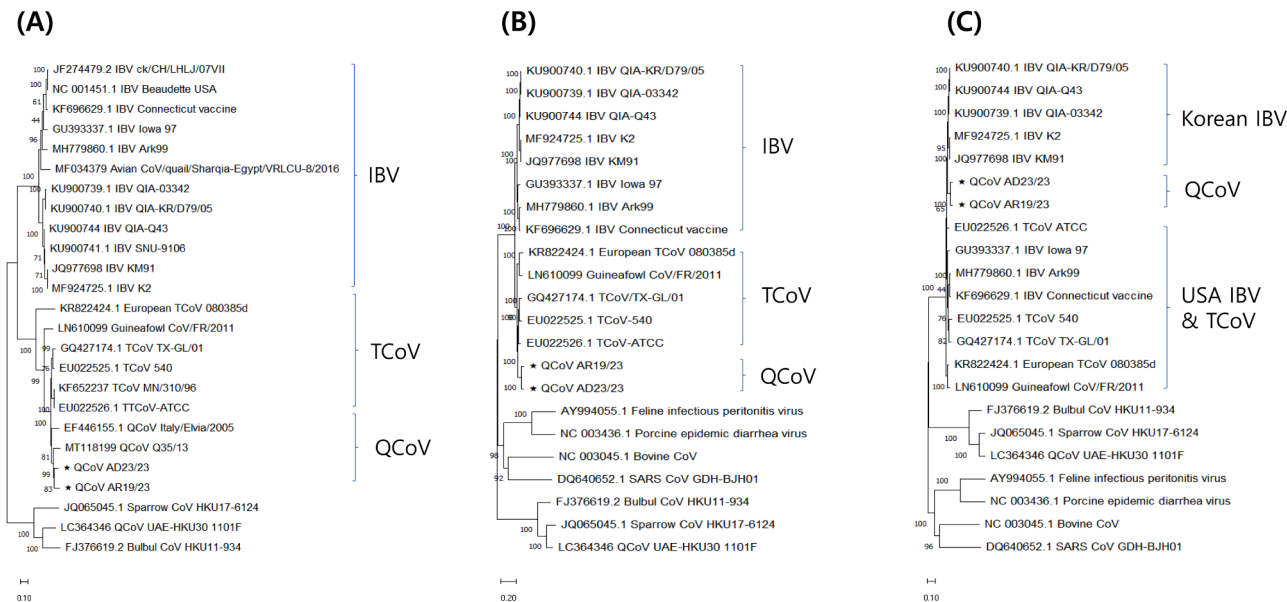 (A)
100
JF274479.2 IBV ck/CH/LHLJ/07VII
100
NC 001451.1 IBV Beaudette USA
61
KF696629.1 IBV Connecticut vaccine
44
GU393337.1 IBV Iowa 97
96
MH779860.1 IBV Ark99
MF034379 Avian CoV/quail/Sharqia-Egypt/VRLCU-8/2016
100
100
KU900739.1 IBV QIA-03342
KU900740.1 IBV QIA-KR/D79/05
100
KU900744 IBV QIA-Q43
KU900741.1 IBV SNU-9106
71
JQ977698 IBV KM91
71
MF924725.1 IBV K2
100
IBV
KR822424.1 European TCoV 080385d
LN610099 Guineafowl CoV/FR/2011
100
99
GQ427174.1 TCoV TX-GL/01
76
EU022525.1 TCoV 540
99
KF652237 TCoV MN/310/96
100
EU022526.1 TTCoV-ATCC
TCoV
EF446155.1 QCoV Italy/Elvia/2005
MT118199 QCoV Q35/13
81
★ QCoV AD23/23
99
★ QCoV AR19/23
83
QCoV
JQ065045.1 Sparrow CoV HKU17-6124
100
LC364346 QCoV UAE-HKU30 1101F
100
FJ376619.2 Bulbul CoV HKU11-934
0.10
(B)
100
KU900740.1 IBV QIA-KR/D79/05
100
KU900739.1 IBV QIA-03342
100
KU900744 IBV QIA-Q43
MF924725.1 IBV K2
100
JQ977698 IBV KM91
GU393337.1 IBV Iowa 97
MH779860.1 IBV Ark99
100
KF696629.1 IBV Connecticut vaccine
IBV
100
KR822424.1 European TCoV 080385d
100
LN610099 Guineafowl CoV/FR/2011
100
GQ427174.1 TCoV/TX-GL/01
EU022525.1 TCoV-540
100
EU022526.1 TCoV-ATCC
TCoV
100
★ QCoV AR19/23
100
★ QCoV AD23/23
QCoV
100
AY994055.1 Feline infectious peritonitis virus
NC 003436.1 Porcine epidemic diarrhea virus
98
NC 003045.1 Bovine CoV
92
DQ640652.1 SARS CoV GDH-BJH01
FJ376619.2 Bulbul CoV HKU11-934
100
JQ065045.1 Sparrow CoV HKU17-6124
100
LC364346 QCoV UAE-HKU30 1101F
100
0.20
(C)
100
KU900740.1 IBV QIA-KR/D79/05
100
KU900744 IBV QIA-Q43
100
KU900739.1 IBV QIA-03342
MF924725.1 IBV K2
95
JQ977698 IBV KM91
100
Korean IBV
100
★ QCoV AD23/23
★ QCoV AR19/23
65
QCoV
EU022526.1 TCoV ATCC
GU393337.1 IBV Iowa 97
MH779860.1 IBV Ark99
100
44
KF696629.1 IBV Connecticut vaccine
76
EU022525.1 TCoV 540
82
GQ427174.1 TCoV TX-GL/01
KR822424.1 European TCoV 080385d
100
LN610099 Guineafowl CoV/FR/2011
USA IBV
& TCoV
FJ376619.2 Bulbul CoV HKU11-934
JQ065045.1 Sparrow CoV HKU17-6124
100
LC364346 QCoV UAE-HKU30 1101F
100
AY994055.1 Feline infectious peritonitis virus
100
NC 003436.1 Porcine epidemic diarrhea virus
100
NC 003045.1 Bovine CoV
DQ640652.1 SARS CoV GDH-BJH01
96
0.10